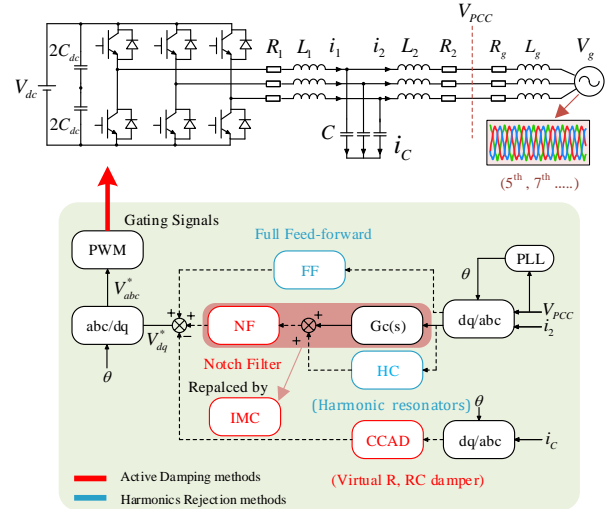 V_PCC
R_1 L_1 i_1 i_2 L_2 R_2 R_g L_g V_g
2C_dc
V_dc
2C_dc
C i_C
(5th , 7th .....)
Gating Signals
Full Feed-forward
PWM
FF
PLL
θ
V*_abc
V_PCC
abc/dq
V*_dq
+
+
−
NF
+
+
Gc(s)
dq/abc
i_2
θ
Notch Filter
HC
Repalced by
IMC
(Harmonic resonators)
θ
CCAD
dq/abc
i_C
(Virtual R, RC damper)
Active Damping methods
Harmonics Rejection methods